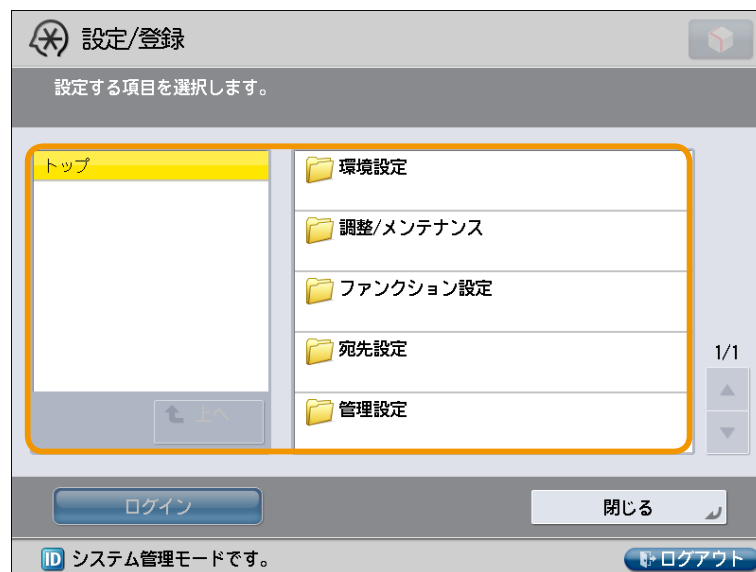 設定/登録
設定する項目を選択します。
トップ
環境設定
調整/メンテナンス
ファンクション設定
宛先設定
管理設定
1/1
上へ
ログイン
閉じる
ID システム管理モードです。
ログアウト